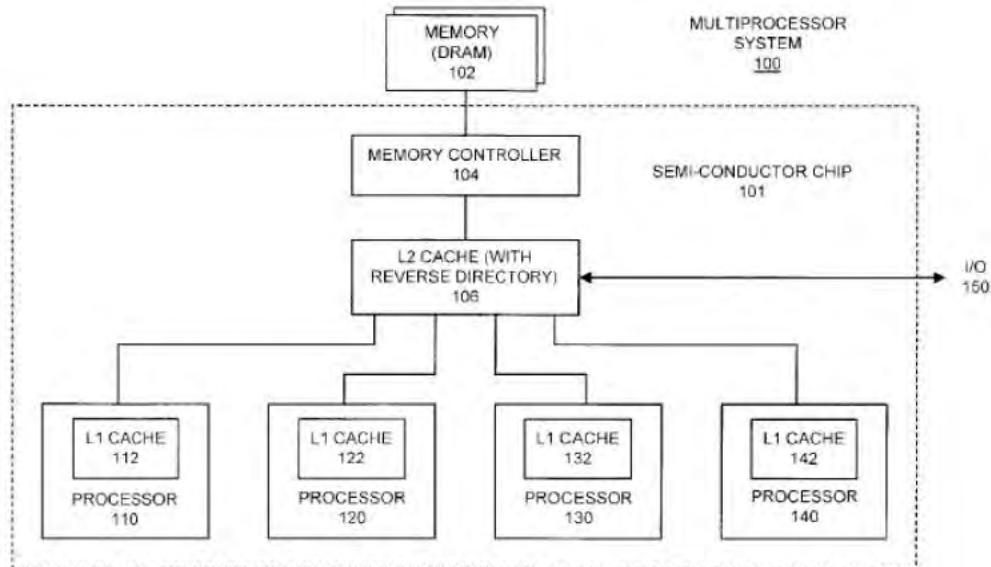 MULTIPROCESSOR
SYSTEM
100
MEMORY
(DRAM)
102
MEMORY CONTROLLER
104
SEMI-CONDUCTOR CHIP
101
L2 CACHE (WITH
REVERSE DIRECTORY)
106
I/O
150
L1 CACHE
112
PROCESSOR
110
L1 CACHE
122
PROCESSOR
120
L1 CACHE
132
PROCESSOR
130
L1 CACHE
142
PROCESSOR
140